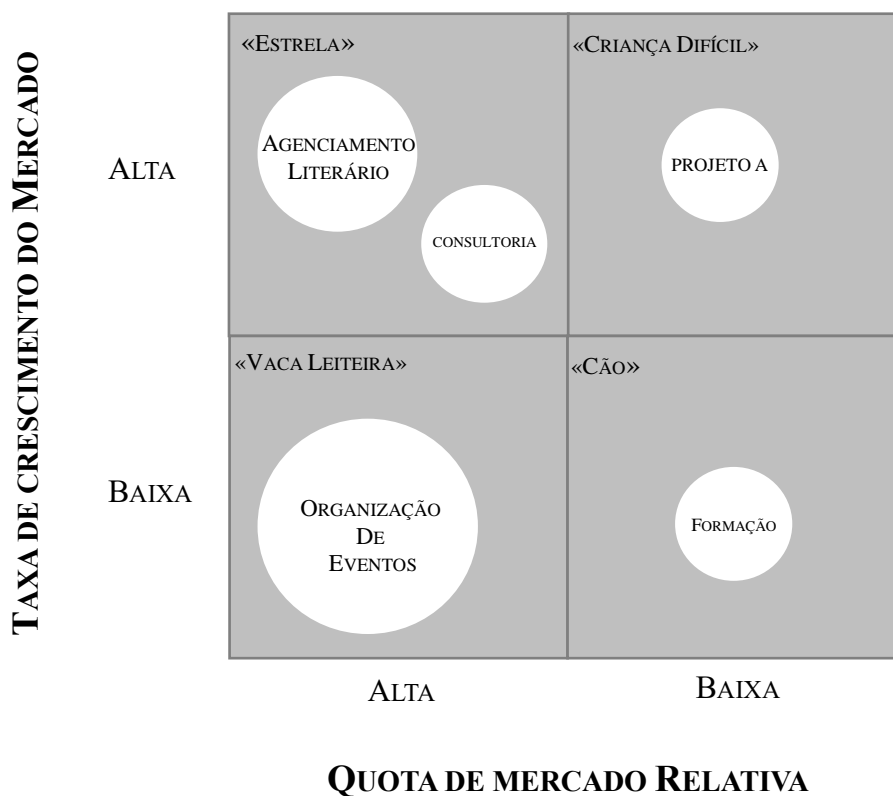 TAXA DE CRESCIMENTO DO MERCADO
«ESTRELA»
«CRIANÇA DIFÍCIL»
ALTA
AGENCIAMENTO
LITERÁRIO
CONSULTORIA
PROJETO A
«VACA LEITEIRA»
«CÃO»
BAIXA
ORGANIZAÇÃO
DE
EVENTOS
FORMAÇÃO
ALTA
BAIXA
QUOTA DE MERCADO RELATIVA